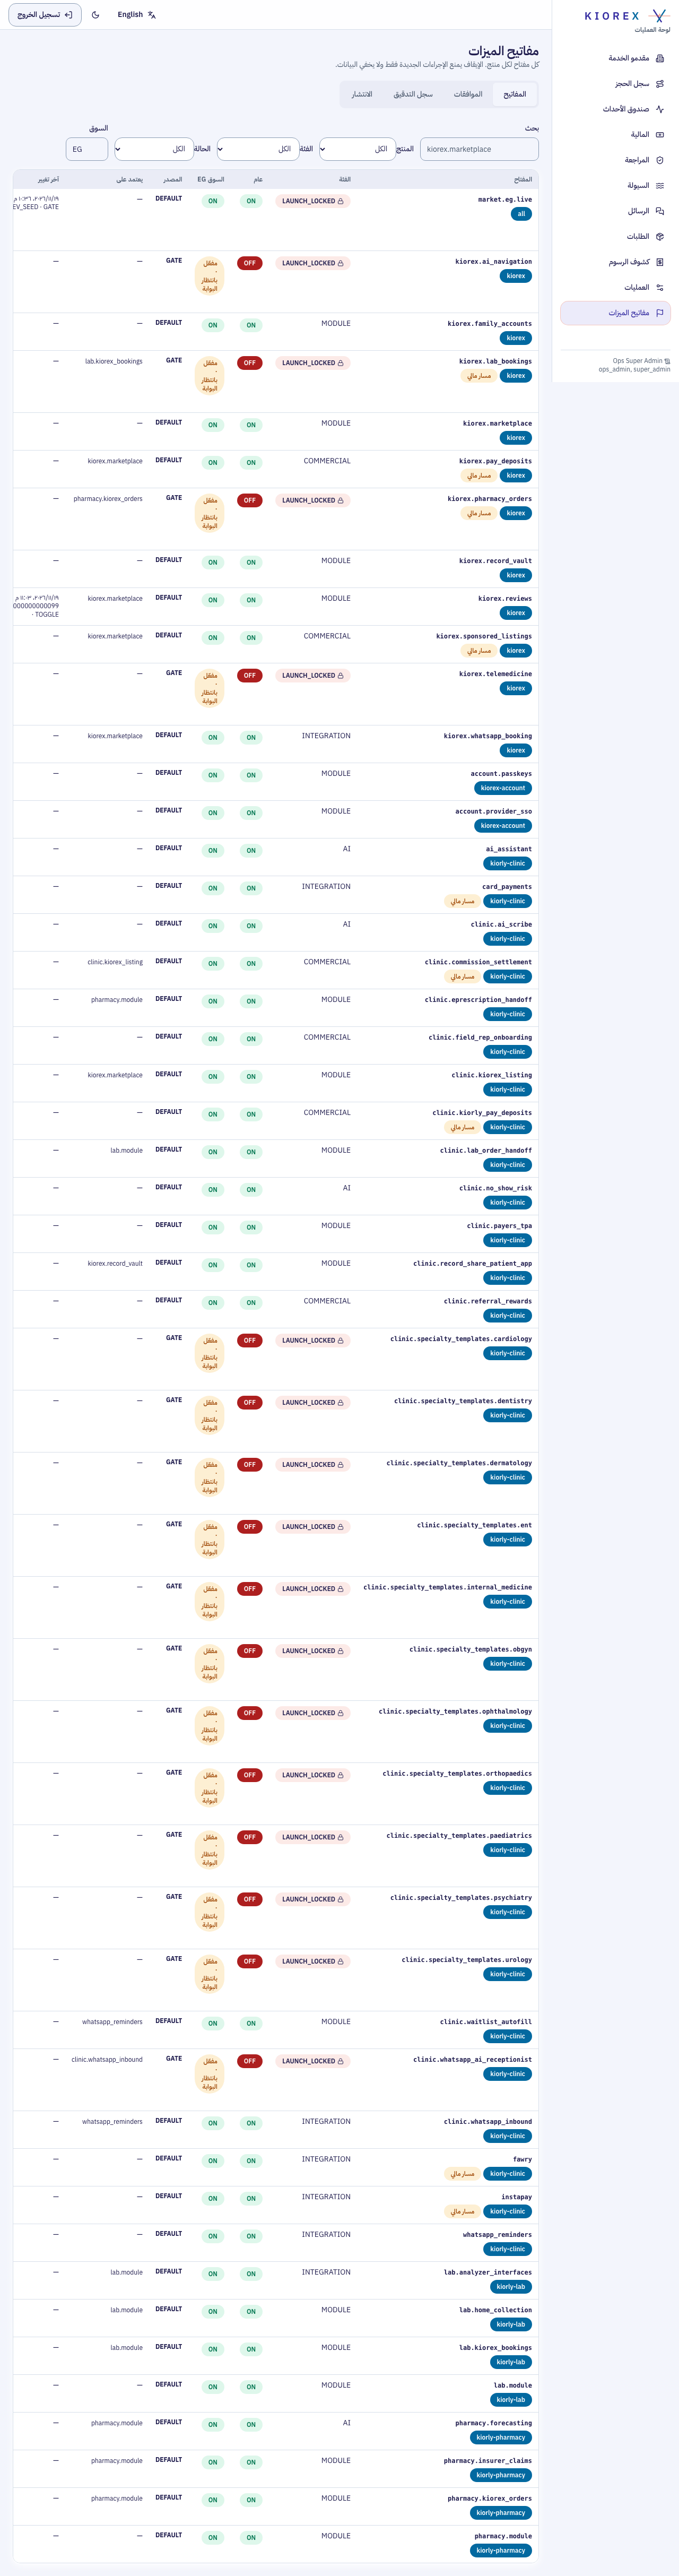 KIOREX
لوحة العمليات
مقدمو الخدمة
سجل الحجز
صندوق الأحداث
المالية
المراجعة
السيولة
الرسائل
الطلبات
كشوف الرسوم
العمليات
مفاتيح الميزات
Ops Super Admin
ops_admin, super_admin
English
تسجيل الخروج
مفاتيح الميزات
كل مفتاح لكل منتج. الإيقاف يمنع الإجراءات الجديدة فقط ولا يخفي البيانات.
المفاتيح الموافقات سجل التدقيق الانتشار
بحث
kiorex.marketplace
المنتج الكل
الفئة الكل
الحالة الكل
السوق
EG
المفتاح الفئة عام السوق EG المصدر يعتمد على آخر تغيير
market.eg.live LAUNCH_LOCKED ON ON DEFAULT —
all
EV_SEED · GATE
kiorex.ai_navigation LAUNCH_LOCKED OFF مقفل · بانتظار البوابة GATE — —
kiorex
kiorex.family_accounts MODULE ON ON DEFAULT — —
kiorex
kiorex.lab_bookings LAUNCH_LOCKED OFF مقفل · بانتظار البوابة GATE lab.kiorex_bookings —
kiorex مسار مالي
kiorex.marketplace MODULE ON ON DEFAULT — —
kiorex
kiorex.pay_deposits COMMERCIAL ON ON DEFAULT kiorex.marketplace —
kiorex مسار مالي
kiorex.pharmacy_orders LAUNCH_LOCKED OFF مقفل · بانتظار البوابة GATE pharmacy.kiorex_orders —
kiorex مسار مالي
kiorex.record_vault MODULE ON ON DEFAULT — —
kiorex
kiorex.reviews MODULE ON ON DEFAULT kiorex.marketplace
kiorex
000000000099
· TOGGLE
kiorex.sponsored_listings COMMERCIAL ON ON DEFAULT kiorex.marketplace —
kiorex مسار مالي
kiorex.telemedicine LAUNCH_LOCKED OFF مقفل · بانتظار البوابة GATE — —
kiorex
kiorex.whatsapp_booking INTEGRATION ON ON DEFAULT kiorex.marketplace —
kiorex
account.passkeys MODULE ON ON DEFAULT — —
kiorex-account
account.provider_sso MODULE ON ON DEFAULT — —
kiorex-account
ai_assistant AI ON ON DEFAULT — —
kiorly-clinic
card_payments INTEGRATION ON ON DEFAULT — —
kiorly-clinic مسار مالي
clinic.ai_scribe AI ON ON DEFAULT — —
kiorly-clinic
clinic.commission_settlement COMMERCIAL ON ON DEFAULT clinic.kiorex_listing —
kiorly-clinic مسار مالي
clinic.eprescription_handoff MODULE ON ON DEFAULT pharmacy.module —
kiorly-clinic
clinic.field_rep_onboarding COMMERCIAL ON ON DEFAULT — —
kiorly-clinic
clinic.kiorex_listing MODULE ON ON DEFAULT kiorex.marketplace —
kiorly-clinic
clinic.kiorly_pay_deposits COMMERCIAL ON ON DEFAULT — —
kiorly-clinic مسار مالي
clinic.lab_order_handoff MODULE ON ON DEFAULT lab.module —
kiorly-clinic
clinic.no_show_risk AI ON ON DEFAULT — —
kiorly-clinic
clinic.payers_tpa MODULE ON ON DEFAULT — —
kiorly-clinic
clinic.record_share_patient_app MODULE ON ON DEFAULT kiorex.record_vault —
kiorly-clinic
clinic.referral_rewards COMMERCIAL ON ON DEFAULT — —
kiorly-clinic
clinic.specialty_templates.cardiology LAUNCH_LOCKED OFF مقفل · بانتظار البوابة GATE — —
kiorly-clinic
clinic.specialty_templates.dentistry LAUNCH_LOCKED OFF مقفل · بانتظار البوابة GATE — —
kiorly-clinic
clinic.specialty_templates.dermatology LAUNCH_LOCKED OFF مقفل · بانتظار البوابة GATE — —
kiorly-clinic
clinic.specialty_templates.ent LAUNCH_LOCKED OFF مقفل · بانتظار البوابة GATE — —
kiorly-clinic
clinic.specialty_templates.internal_medicine LAUNCH_LOCKED OFF مقفل · بانتظار البوابة GATE — —
kiorly-clinic
clinic.specialty_templates.obgyn LAUNCH_LOCKED OFF مقفل · بانتظار البوابة GATE — —
kiorly-clinic
clinic.specialty_templates.ophthalmology LAUNCH_LOCKED OFF مقفل · بانتظار البوابة GATE — —
kiorly-clinic
clinic.specialty_templates.orthopaedics LAUNCH_LOCKED OFF مقفل · بانتظار البوابة GATE — —
kiorly-clinic
clinic.specialty_templates.paediatrics LAUNCH_LOCKED OFF مقفل · بانتظار البوابة GATE — —
kiorly-clinic
clinic.specialty_templates.psychiatry LAUNCH_LOCKED OFF مقفل · بانتظار البوابة GATE — —
kiorly-clinic
clinic.specialty_templates.urology LAUNCH_LOCKED OFF مقفل · بانتظار البوابة GATE — —
kiorly-clinic
clinic.waitlist_autofill MODULE ON ON DEFAULT whatsapp_reminders —
kiorly-clinic
clinic.whatsapp_ai_receptionist LAUNCH_LOCKED OFF مقفل · بانتظار البوابة GATE clinic.whatsapp_inbound —
kiorly-clinic
clinic.whatsapp_inbound INTEGRATION ON ON DEFAULT whatsapp_reminders —
kiorly-clinic
fawry INTEGRATION ON ON DEFAULT — —
kiorly-clinic مسار مالي
instapay INTEGRATION ON ON DEFAULT — —
kiorly-clinic مسار مالي
whatsapp_reminders INTEGRATION ON ON DEFAULT — —
kiorly-clinic
lab.analyzer_interfaces INTEGRATION ON ON DEFAULT lab.module —
kiorly-lab
lab.home_collection MODULE ON ON DEFAULT lab.module —
kiorly-lab
lab.kiorex_bookings MODULE ON ON DEFAULT lab.module —
kiorly-lab
lab.module MODULE ON ON DEFAULT — —
kiorly-lab
pharmacy.forecasting AI ON ON DEFAULT pharmacy.module —
kiorly-pharmacy
pharmacy.insurer_claims MODULE ON ON DEFAULT pharmacy.module —
kiorly-pharmacy
pharmacy.kiorex_orders MODULE ON ON DEFAULT pharmacy.module —
kiorly-pharmacy
pharmacy.module MODULE ON ON DEFAULT — —
kiorly-pharmacy